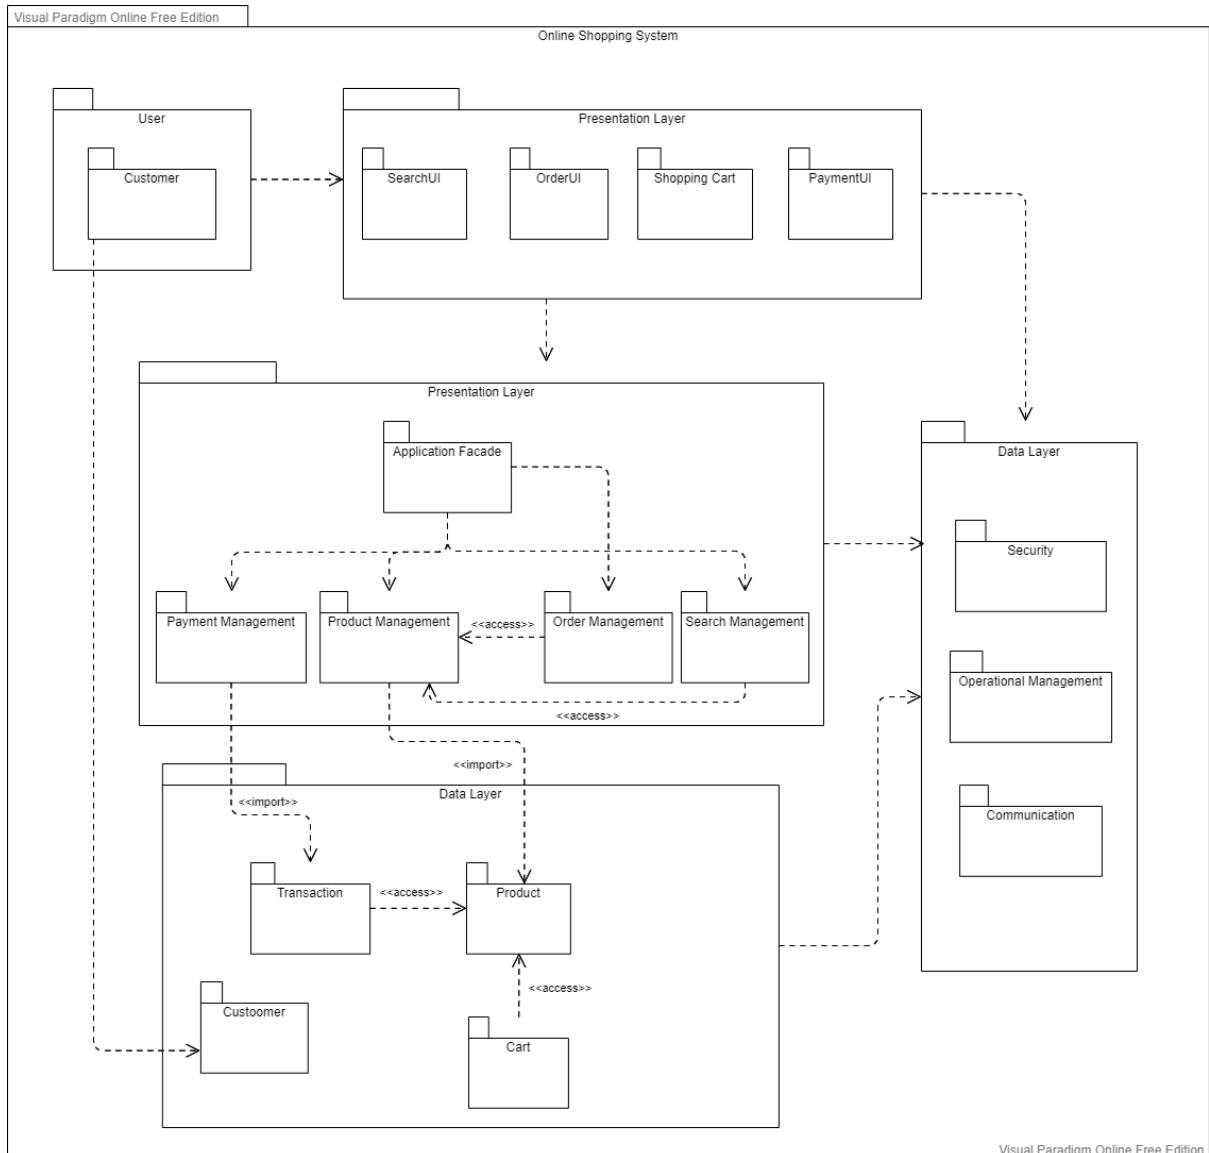 Visual Paradigm Online Free Edition
Online Shopping System
User
Presentation Layer
Customer
SearchUI
OrderUI
Shopping Cart
PaymentUI
Presentation Layer
Application Facade
Data Layer
Security
Payment Management
Product Management
<<access>>
Order Management
Search Management
Operational Management
<<access>>
<<import>>
Data Layer
<<import>>
Communication
Transaction
<<access>>
Product
<<access>>
Custoomer
Cart
Visual Paradigm Online Free Edition